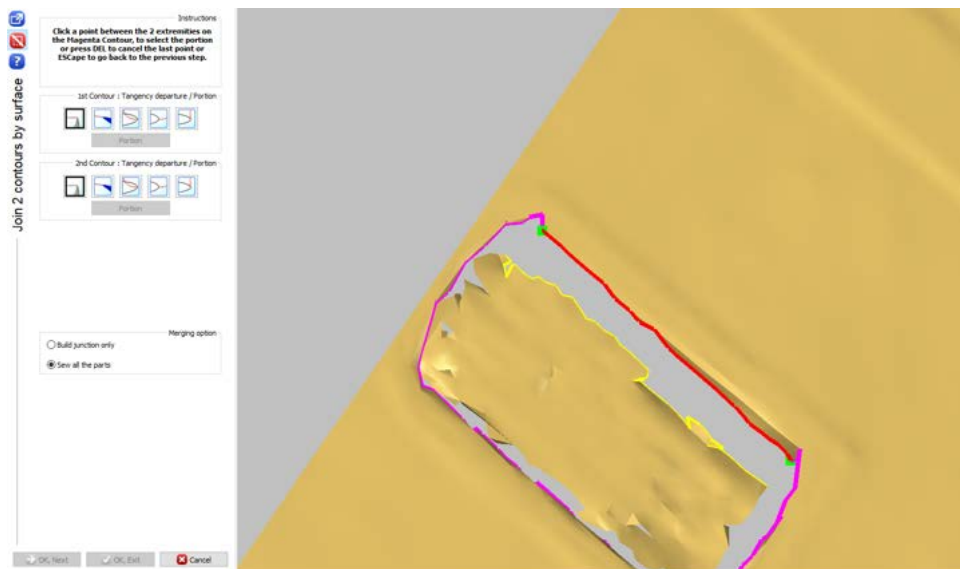 Instructions
Click a point between the 2 extremities on
the Magenta Contour, to select the portion
or press DEL to cancel the last point or
ESCape to go back to the previous step.
Join 2 contours by surface
1st Contour : Tangency departure / Portion
Portion
2nd Contour : Tangency departure / Portion
Portion
Merging option
Build junction only
Sew all the parts
OK, Next
OK, Exit
Cancel